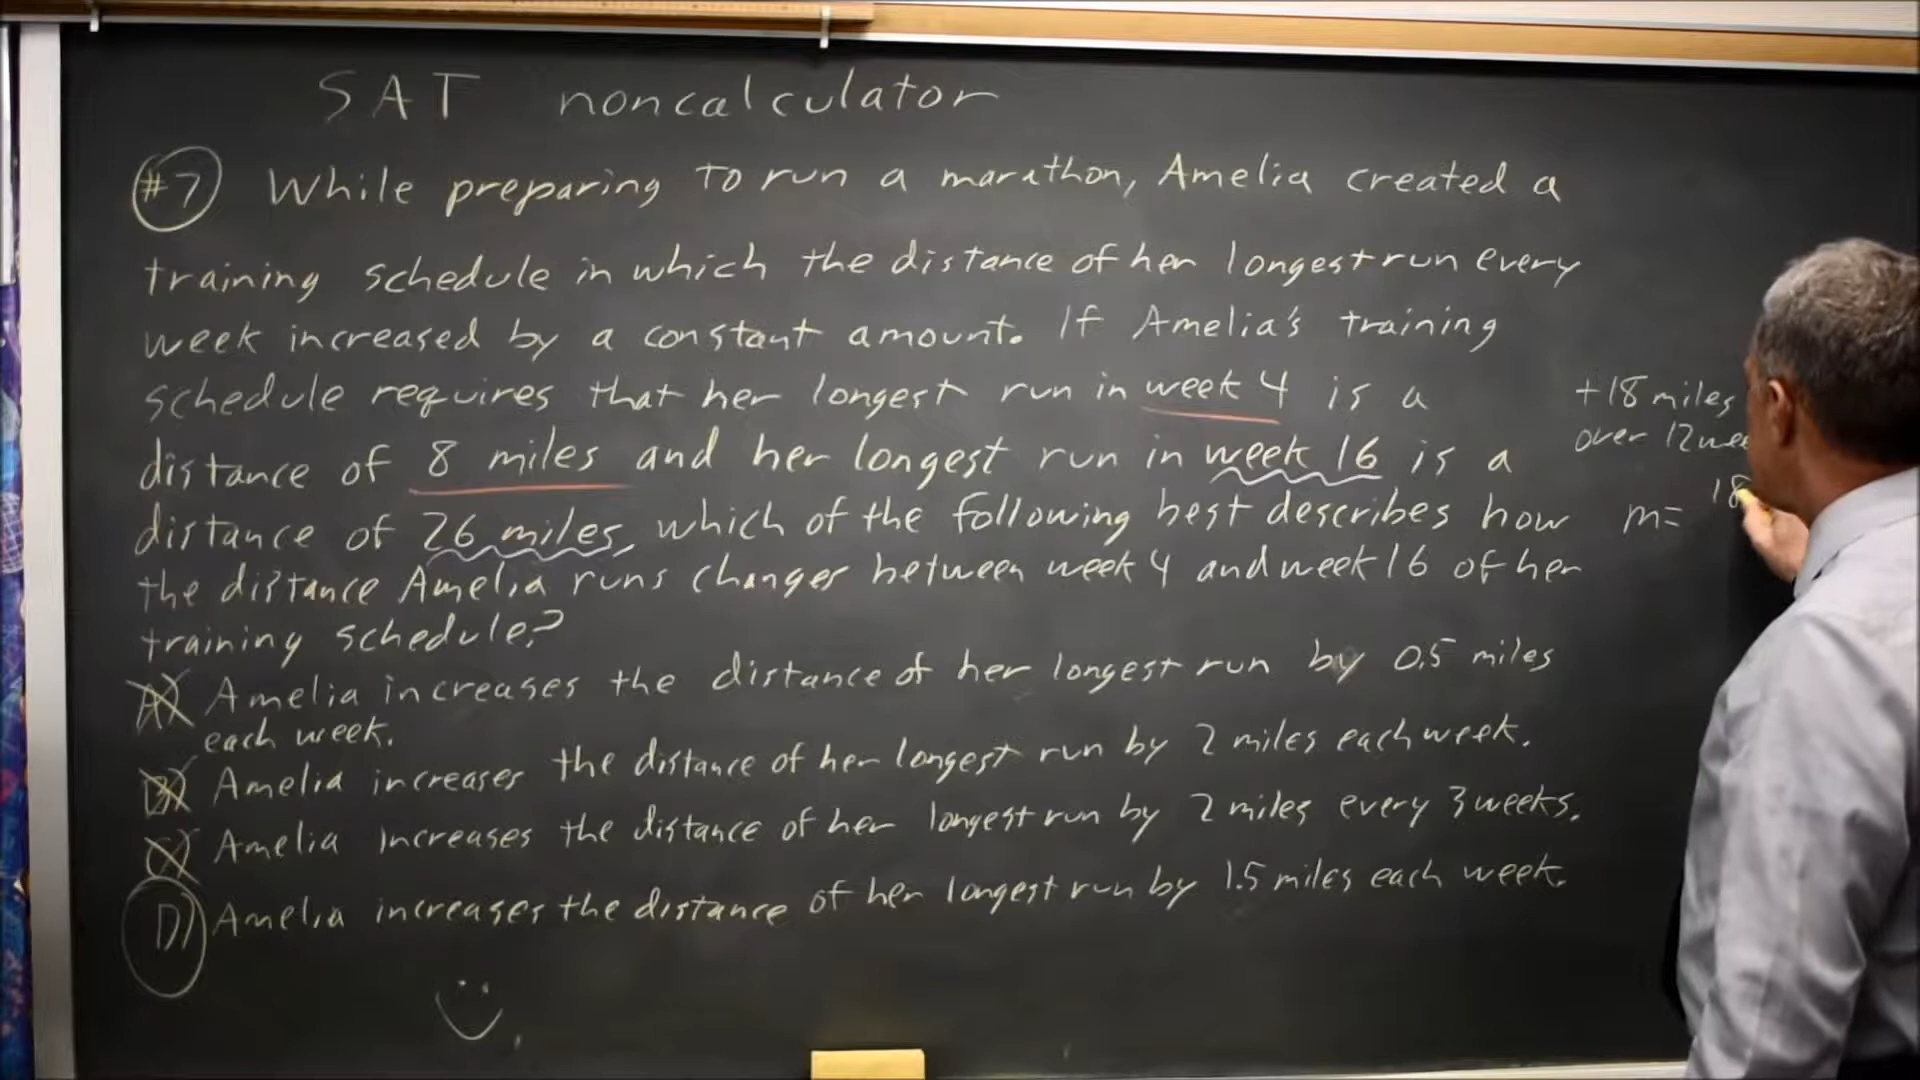 SAT noncalculator
#7 While preparing to run a marathon, Amelia created a
training schedule in which the distance of her longest run every
week increased by a constant amount. If Amelia's training
schedule requires that her longest run in week 4 is a
distance of 8 miles and her longest run in week 16 is a
distance of 26 miles, which of the following best describes how
the distance Amelia runs changes between week 4 and week 16 of her
training schedule?
A) Amelia increases the distance of her longest run by 0.5 miles
each week.
B) Amelia increases the distance of her longest run by 2 miles each week.
C) Amelia increases the distance of her longest run by 2 miles every 3 weeks.
D) Amelia increases the distance of her longest run by 1.5 miles each week.
+18 miles
over 12
m= 18